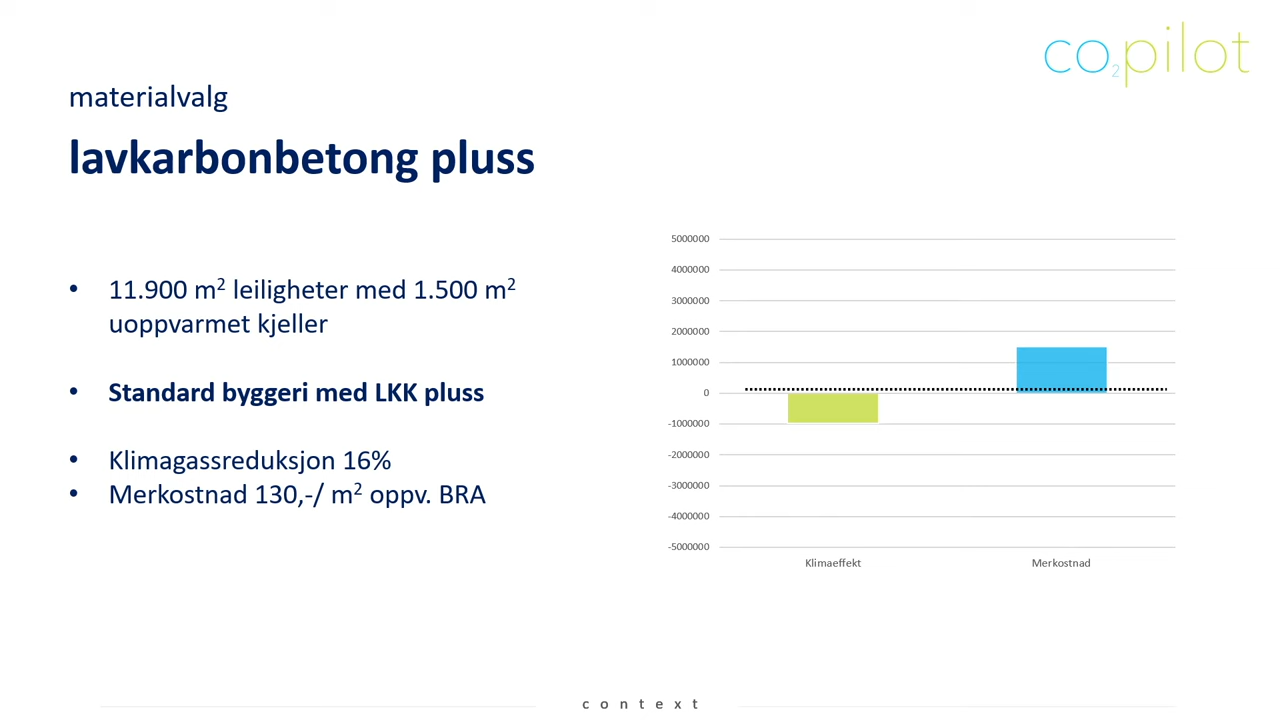 co₂pilot
materialvalg
lavkarbonbetong pluss
• 11.900 m² leiligheter med 1.500 m²
uoppvarmet kjeller
• Standard byggeri med LKK pluss
• Klimagassreduksjon 16%
• Merkostnad 130,-/ m² oppv. BRA
5000000
4000000
3000000
2000000
1000000
0
-1000000
-2000000
-3000000
-4000000
-5000000
Klimaeffekt Merkostnad
context